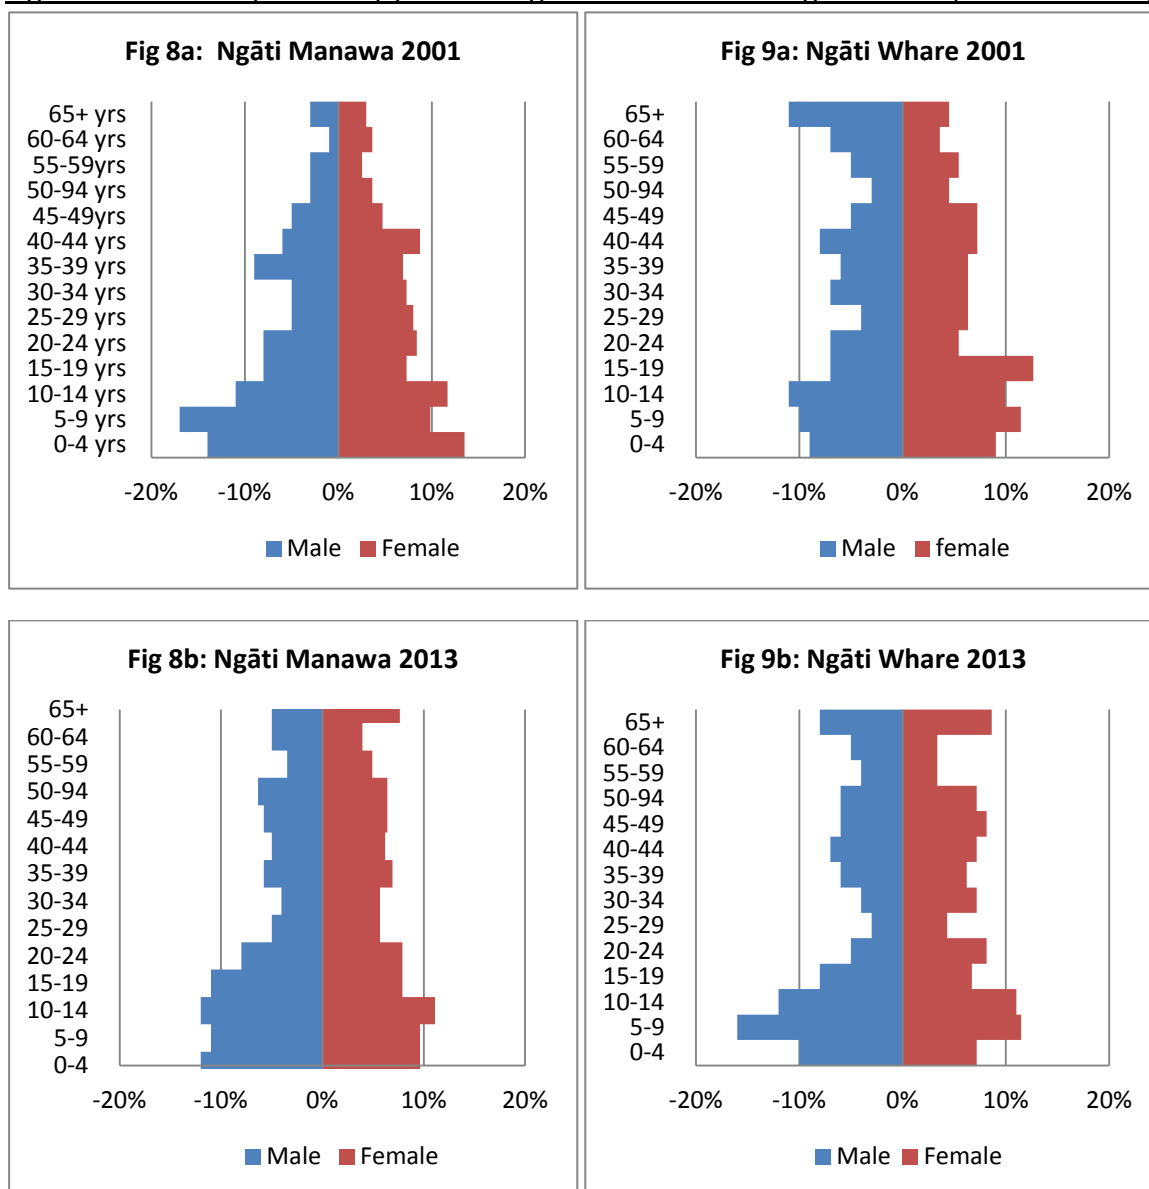 Fig 8a: Ngāti Manawa 2001
65+ yrs
60-64 yrs
55-59yrs
50-94 yrs
45-49yrs
40-44 yrs
35-39 yrs
30-34 yrs
25-29 yrs
20-24 yrs
15-19 yrs
10-14 yrs
5-9 yrs
0-4 yrs
-20% -10% 0% 10% 20%
Male Female
Fig 9a: Ngāti Whare 2001
65+
60-64
55-59
50-94
45-49
40-44
35-39
30-34
25-29
20-24
15-19
10-14
5-9
0-4
-20% -10% 0% 10% 20%
Male female
Fig 8b: Ngāti Manawa 2013
65+
60-64
55-59
50-94
45-49
40-44
35-39
30-34
25-29
20-24
15-19
10-14
5-9
0-4
-20% -10% 0% 10% 20%
Male Female
Fig 9b: Ngāti Whare 2013
65+
60-64
55-59
50-94
45-49
40-44
35-39
30-34
25-29
20-24
15-19
10-14
5-9
0-4
-20% -10% 0% 10% 20%
Male Female